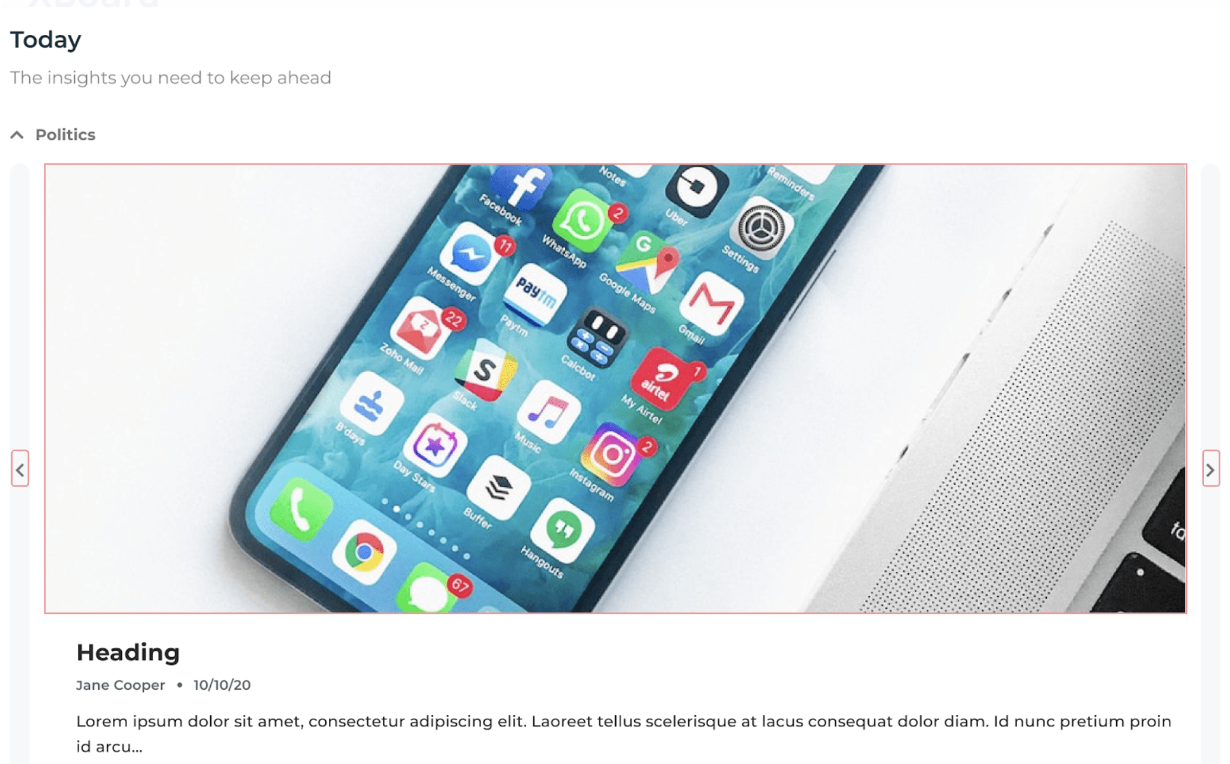 XBoard
Today
The insights you need to keep ahead
Politics
Notes
Reminders
Facebook
2
Uber
WhatsApp
Settings
11
Messenger
Google Maps
paytm
Paytm
Gmail
22
Zoho Mail
Calcbot
1
airtel
My Airtel
S
Slack
B'days
Music
2
Instagram
Day Stars
Buffer
Hangouts
67
Heading
Jane Cooper • 10/10/20
Lorem ipsum dolor sit amet, consectetur adipiscing elit. Laoreet tellus scelerisque at lacus consequat dolor diam. Id nunc pretium proin
id arcu...